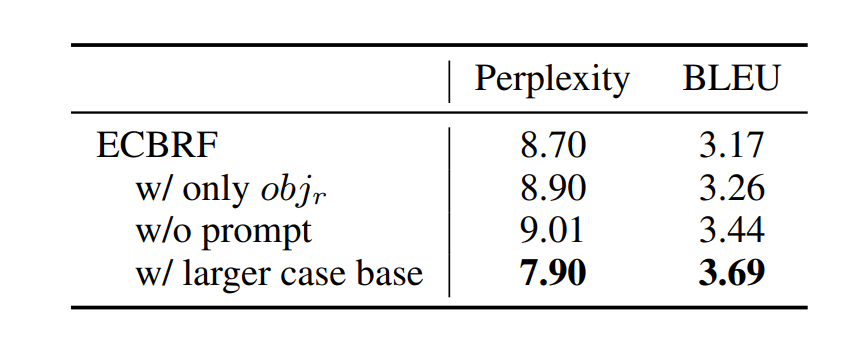 Perplexity BLEU
ECBRF 8.70 3.17
w/ only objr 8.90 3.26
w/o prompt 9.01 3.44
w/ larger case base 7.90 3.69